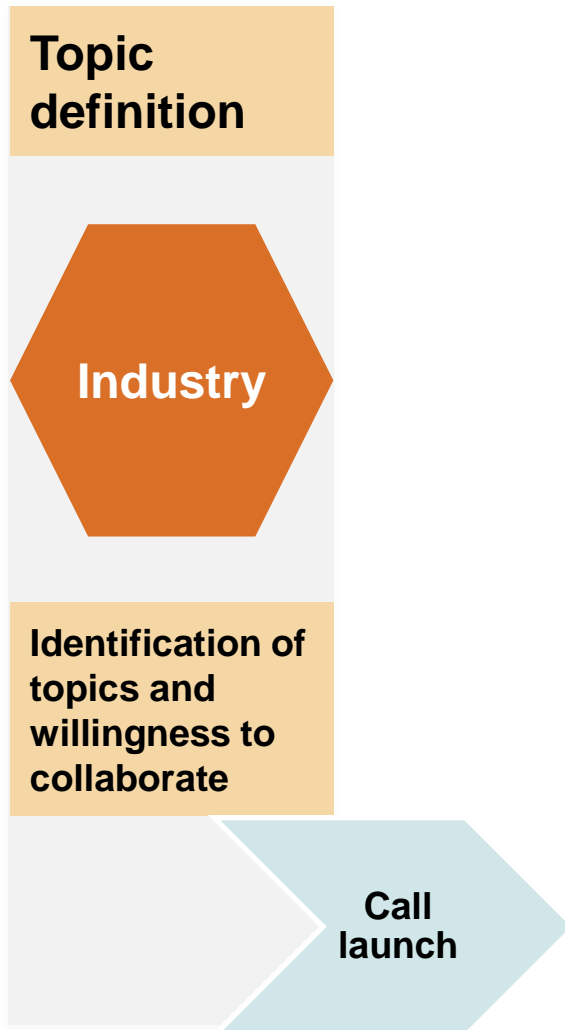 Topic
definition
Industry
Identification of
topics and
willingness to
collaborate
Call
launch